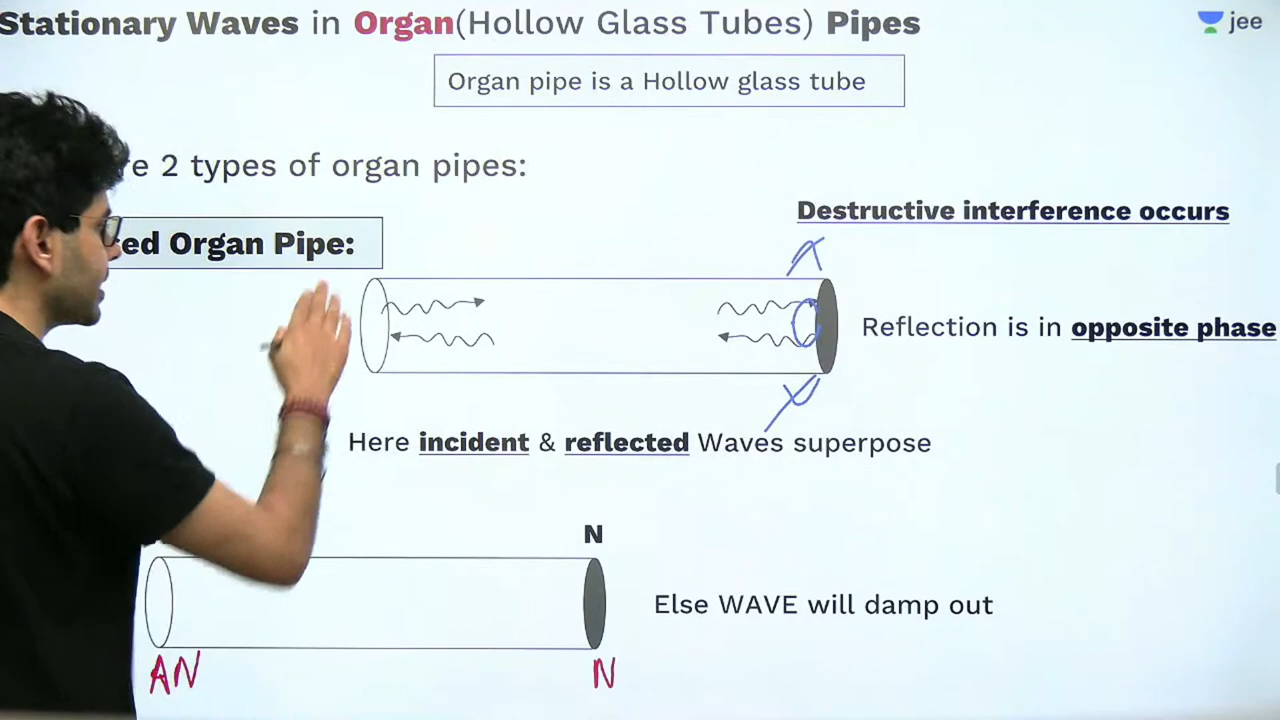 Stationary Waves in Organ(Hollow Glass Tubes) Pipes
jee
Organ pipe is a Hollow glass tube
2 types of organ pipes:
Destructive interference occurs
Organ Pipe:
Reflection is in opposite phase
Here incident & reflected Waves superpose
N
Else WAVE will damp out
AN
N